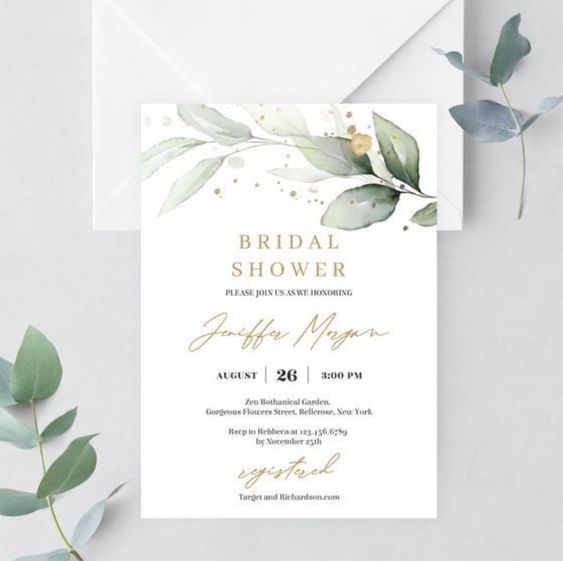 BRIDAL
SHOWER
PLEASE JOIN US AS WE HONORING
Jeniffer Morgan
AUGUST | 26 | 3:00 PM
Zen Bothanical Garden,
Gorgeous Flowers Street, Bellerose, New York
Rsvp to Rebbeca at 123.456.6789
by November 25th
registered
Target and Richardson.com